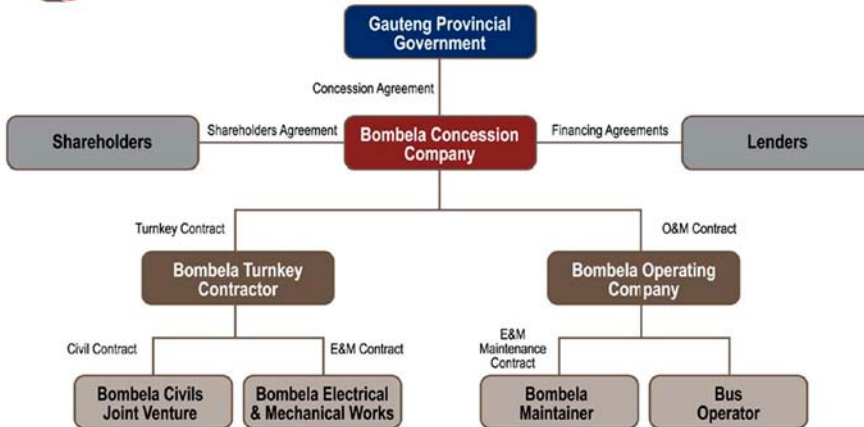 Gauteng Provincial
Government
Concession Agreement
Shareholders
Shareholders Agreement
Bombela Concession
Company
Financing Agreements
Lenders
Turnkey Contract
O&M Contract
Bombela Turnkey
Contractor
Bombela Operating
Company
Civil Contract
E&M Contract
E&M
Maintenance
Contract
Bombela Civils
Joint Venture
Bombela Electrical
& Mechanical Works
Bombela
Maintainer
Bus
Operator